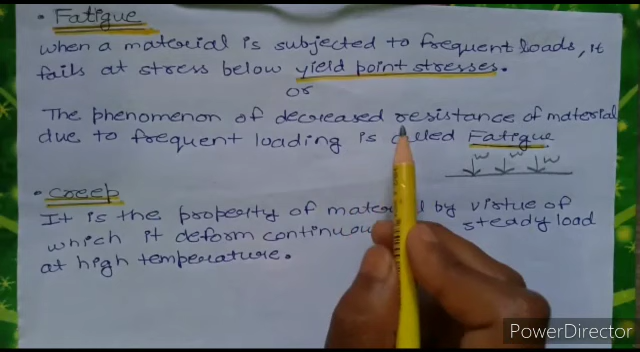 • Fatigue
when a material is subjected to frequent loads, it
fails at stress below yield point stresses.
or
The phenomenon of decreased resistance of material
due to frequent loading is called Fatigue
w w w
• Creep
It is the property of material by virtue of
which it deform continuou steady load
at high temperature.
PowerDirector